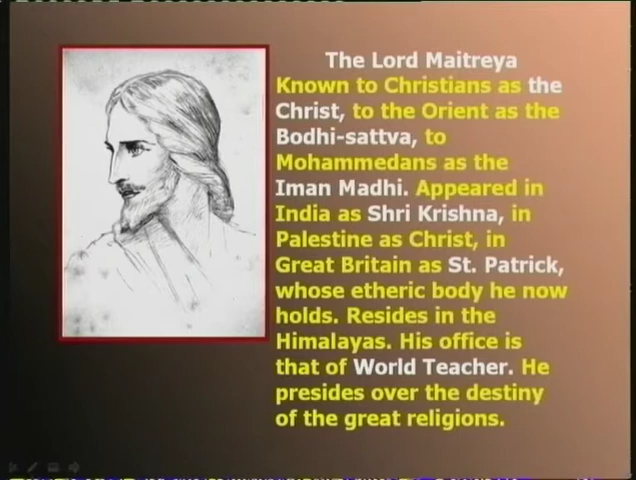 The Lord Maitreya
Known to Christians as the
Christ, to the Orient as the
Bodhi-sattva, to
Mohammedans as the
Iman Madhi. Appeared in
India as Shri Krishna, in
Palestine as Christ, in
Great Britain as St. Patrick,
whose etheric body he now
holds. Resides in the
Himalayas. His office is
that of World Teacher. He
presides over the destiny
of the great religions.